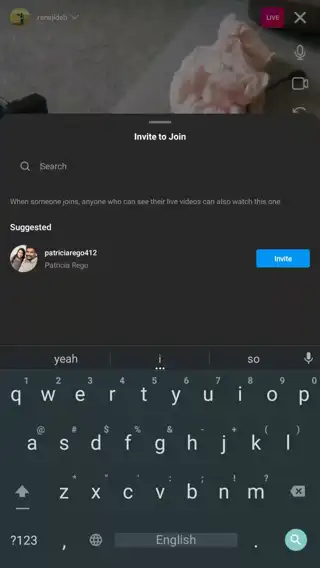 ranajideb
LIVE
Invite to Join
Search
When someone joins, anyone who can see their live videos can also watch this one.
Suggested
patriciarego412
Patricia Rego
Invite
yeah i so
1 2 3 4 5 6 7 8 9 0
q w e r t y u i o p
@ # $ % & - + ( )
a s d f g h j k l
* " ' : ; ! ?
z x c v b n m
?123 , English .